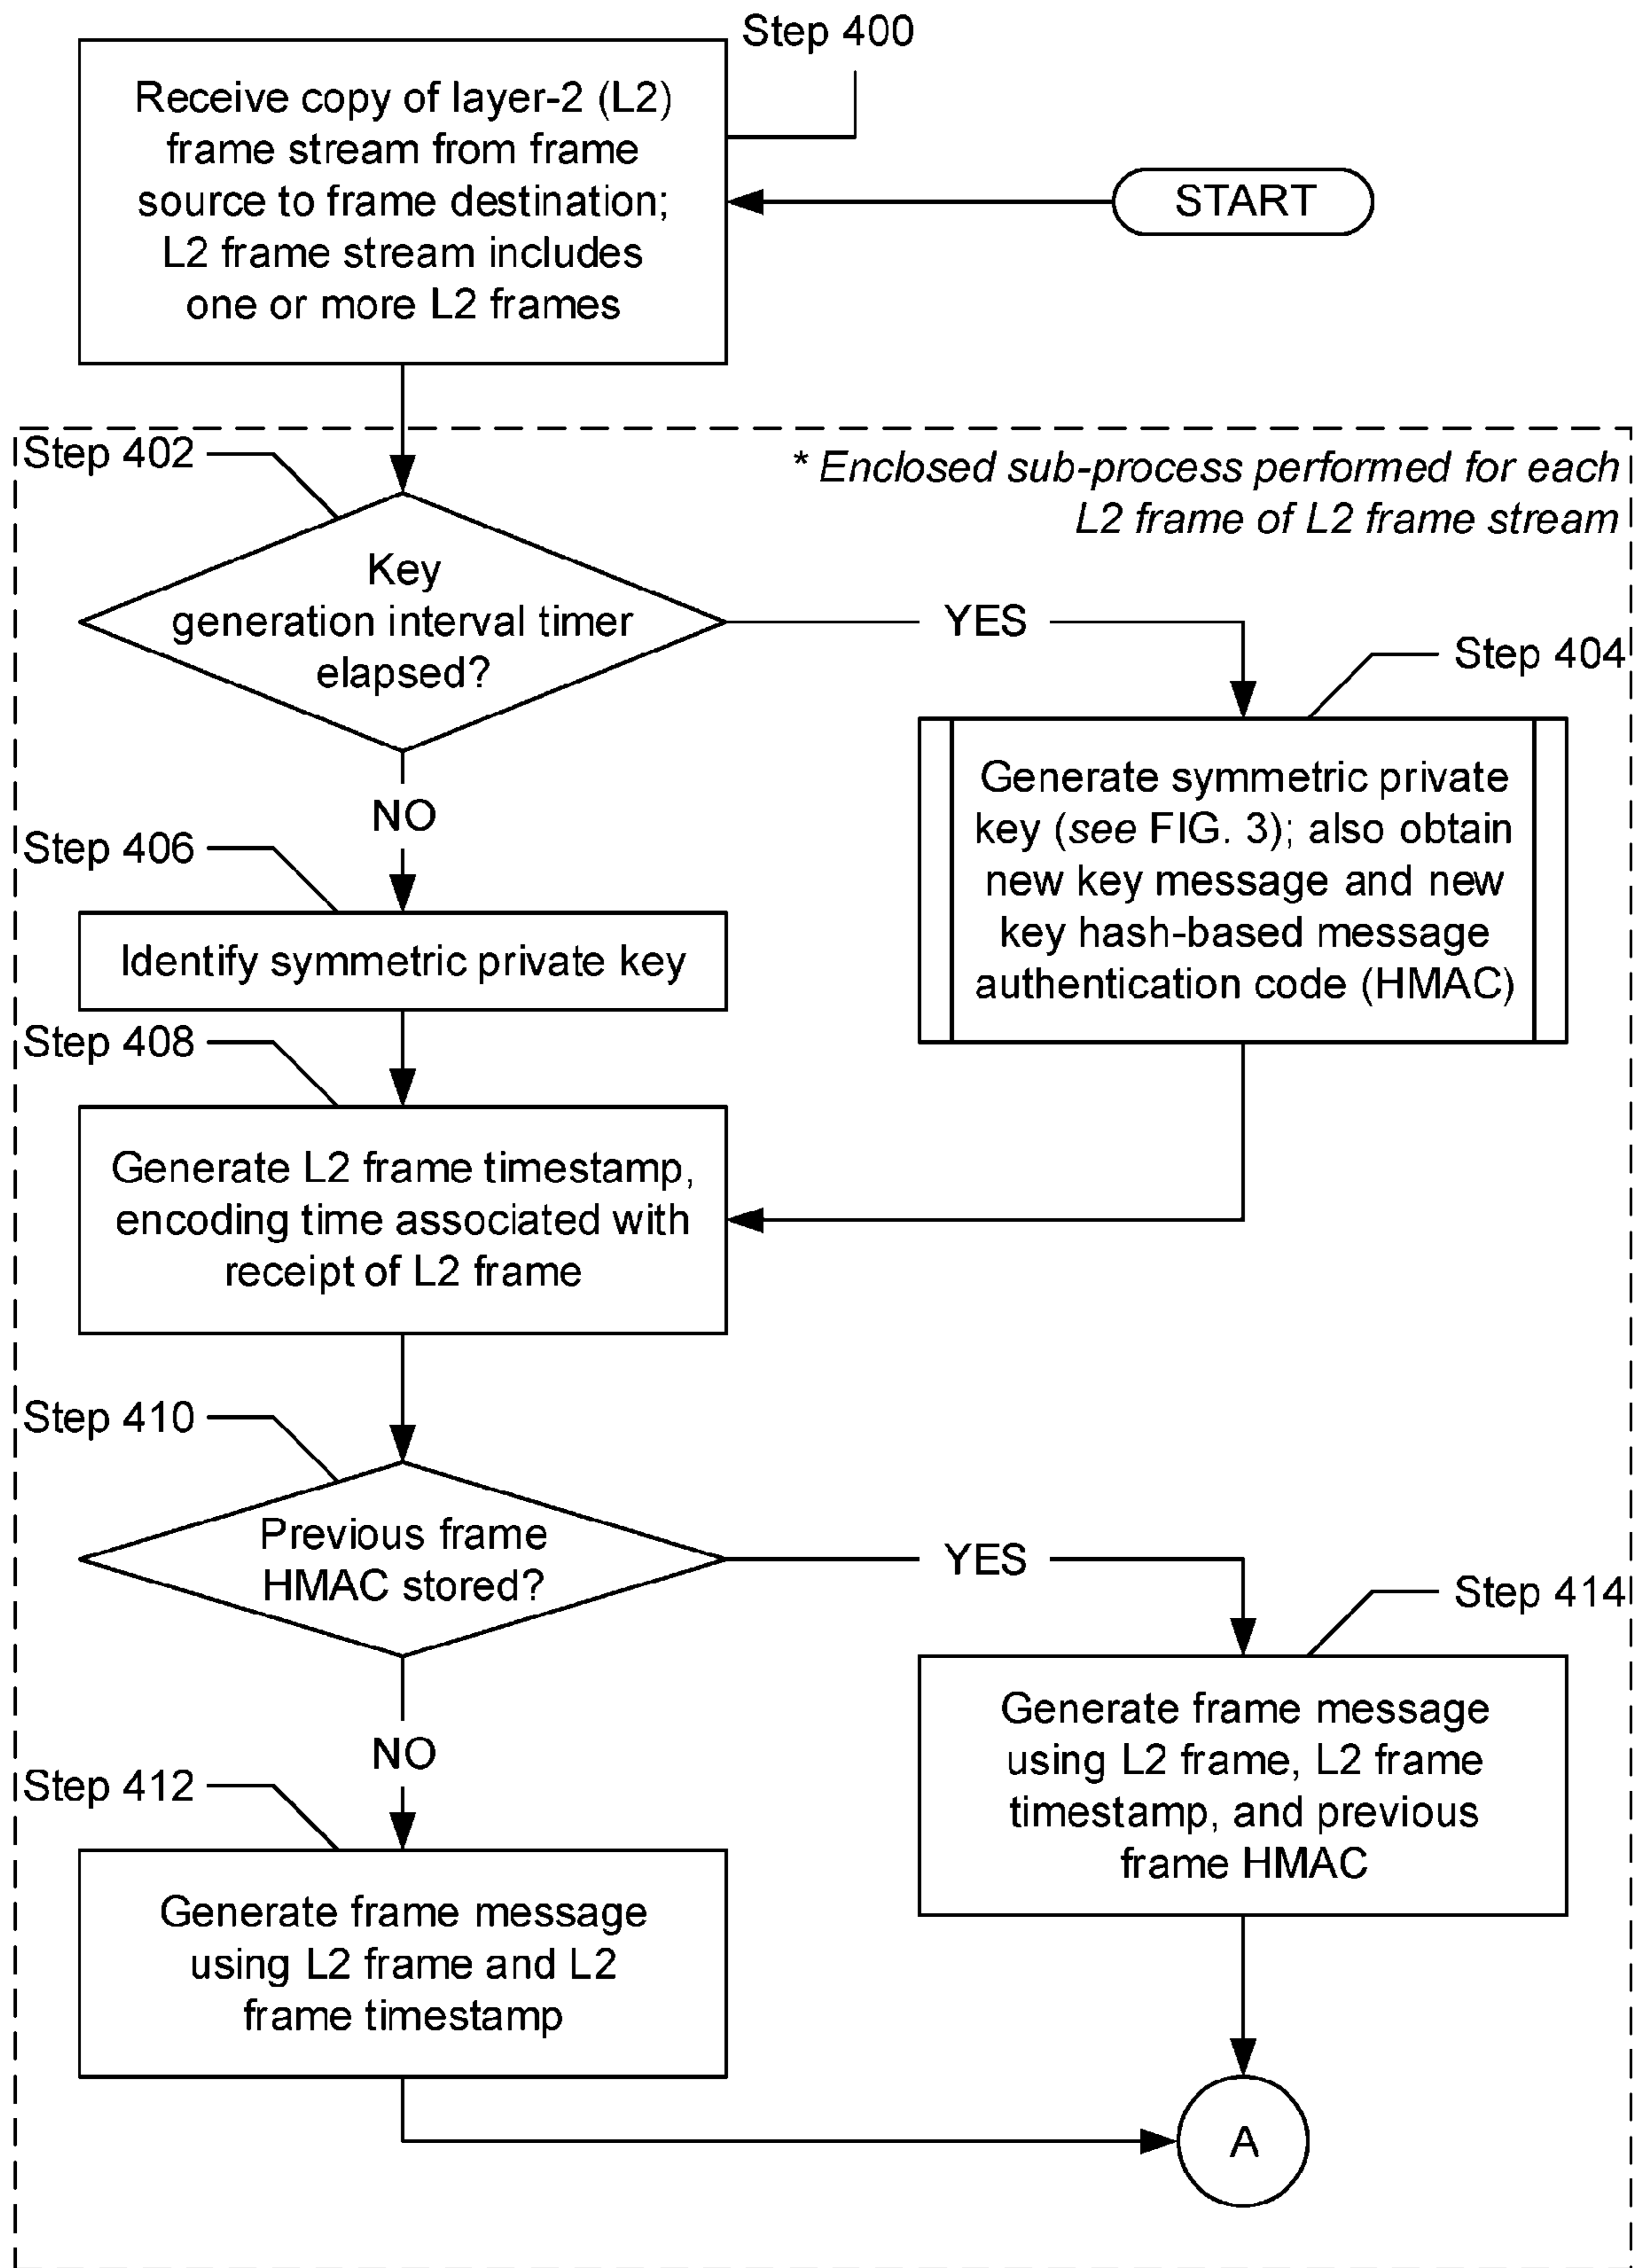 Step 400
Receive copy of layer-2 (L2)
frame stream from frame
source to frame destination;
L2 frame stream includes
one or more L2 frames
START
Step 402
* Enclosed sub-process performed for each
L2 frame of L2 frame stream
Key
generation interval timer
elapsed?
YES
Step 404
Generate symmetric private
key (see FIG. 3); also obtain
new key message and new
key hash-based message
authentication code (HMAC)
NO
Step 406
Identify symmetric private key
Step 408
Generate L2 frame timestamp,
encoding time associated with
receipt of L2 frame
Step 410
Previous frame
HMAC stored?
YES
Step 414
Generate frame message
using L2 frame, L2 frame
timestamp, and previous
frame HMAC
NO
Step 412
Generate frame message
using L2 frame and L2
frame timestamp
A